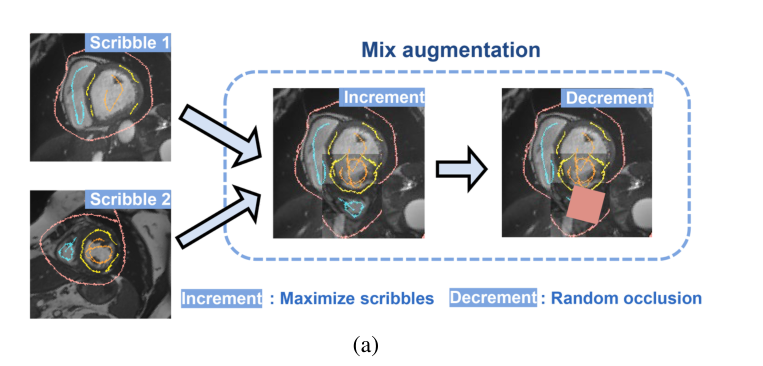 Scribble 1
Mix augmentation
Increment
Decrement
Scribble 2
Increment : Maximize scribbles Decrement : Random occlusion
(a)